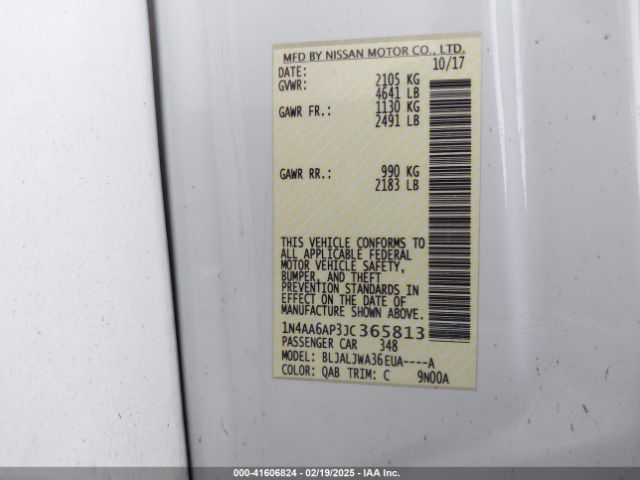 MFD BY NISSAN MOTOR CO., LTD.
DATE: 10/17
GVWR: 2105 KG
4641 LB
GAWR FR.: 1130 KG
2491 LB
GAWR RR.: 990 KG
2183 LB
THIS VEHICLE CONFORMS TO
ALL APPLICABLE FEDERAL
MOTOR VEHICLE SAFETY,
BUMPER, AND THEFT
PREVENTION STANDARDS IN
EFFECT ON THE DATE OF
MANUFACTURE SHOWN ABOVE.
1N4AA6AP3JC365813
PASSENGER CAR 348
MODEL: BLJALJWA36EUA----A
COLOR: QAB TRIM: C 9N00A
000-41606824 / 02/19/2025 - IAA Inc.